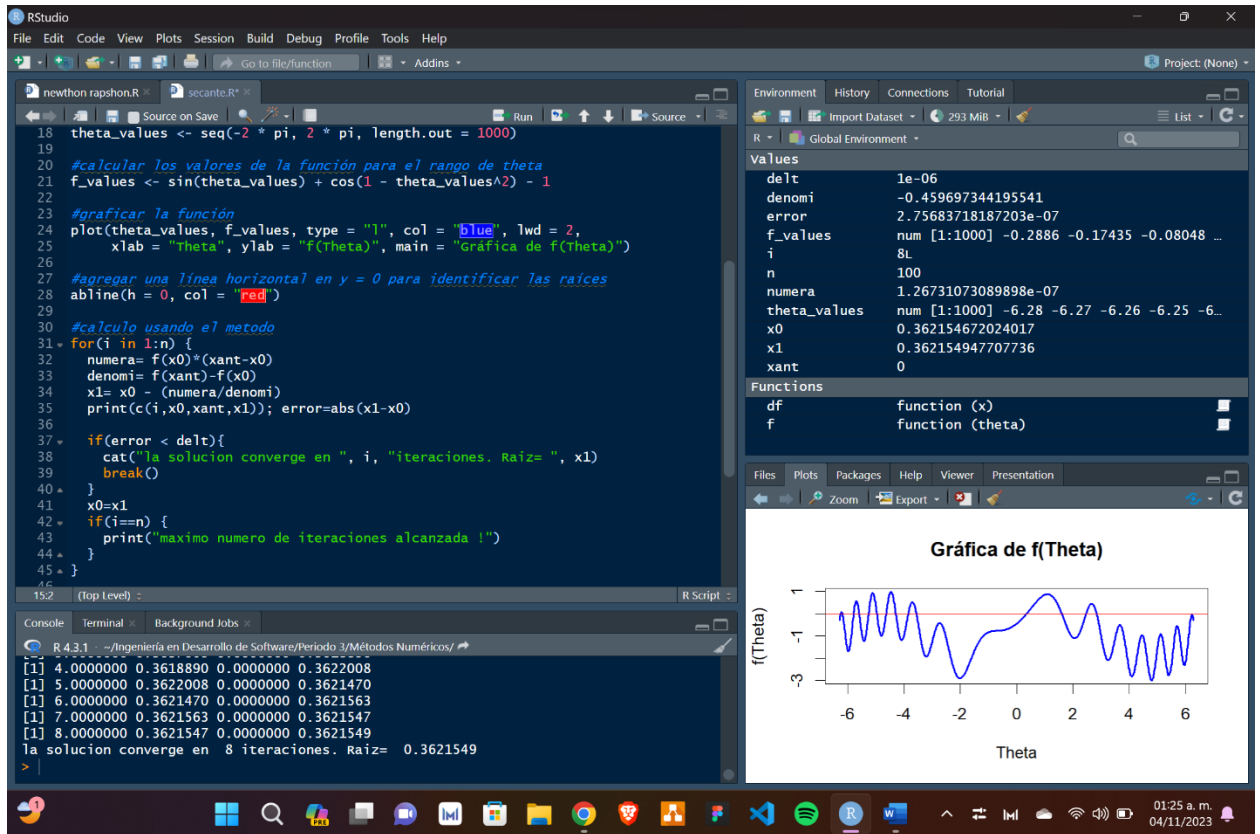 RStudio
File Edit Code View Plots Session Build Debug Profile Tools Help
Go to file/function Addins
Project: (None)
newthon rapshon.R secante.R*
Source on Save Run Source
18 theta_values <- seq(-2 * pi, 2 * pi, length.out = 1000)
19
20 #calcular los valores de la función para el rango de theta
21 f_values <- sin(theta_values) + cos(1 - theta_values^2) - 1
22
23 #graficar la función
24 plot(theta_values, f_values, type = "l", col = "blue", lwd = 2,
25 xlab = "Theta", ylab = "f(Theta)", main = "Gráfica de f(Theta)")
26
27 #agregar una línea horizontal en y = 0 para identificar las raíces
28 abline(h = 0, col = "red")
29
30 #calculo usando el metodo
31 for(i in 1:n) {
32 numera= f(x0)*(xant-x0)
33 denomi= f(xant)-f(x0)
34 x1= x0 - (numera/denomi)
35 print(c(i,x0,xant,x1)); error=abs(x1-x0)
36
37 if(error < delt){
38 cat("la solucion converge en ", i, "iteraciones. Raiz= ", x1)
39 break()
40 }
41 x0=x1
42 if(i==n) {
43 print("maximo numero de iteraciones alcanzada !")
44 }
45 }
46
15:2 (Top Level) R Script
Console Terminal Background Jobs
R 4.3.1 · ~/Ingeniería en Desarrollo de Software/Periodo 3/Métodos Numéricos/
[1] 4.0000000 0.3618890 0.0000000 0.3622008
[1] 5.0000000 0.3622008 0.0000000 0.3621470
[1] 6.0000000 0.3621470 0.0000000 0.3621563
[1] 7.0000000 0.3621563 0.0000000 0.3621547
[1] 8.0000000 0.3621547 0.0000000 0.3621549
la solucion converge en  8 iteraciones. Raiz=  0.3621549
>
Environment History Connections Tutorial
Import Dataset 293 MiB List
R Global Environment
Values
delt 1e-06
denomi -0.459697344195541
error 2.75683718187203e-07
f_values num [1:1000] -0.2886 -0.17435 -0.08048 …
i 8L
n 100
numera 1.26731073089898e-07
theta_values num [1:1000] -6.28 -6.27 -6.26 -6.25 -6…
x0 0.362154672024017
x1 0.362154947707736
xant 0
Functions
df function (x)
f function (theta)
Files Plots Packages Help Viewer Presentation
Zoom Export
Gráfica de f(Theta)
f(Theta)
1
-1
-3
-6 -4 -2 0 2 4 6
Theta
1
PRE
01:25 a. m.
04/11/2023